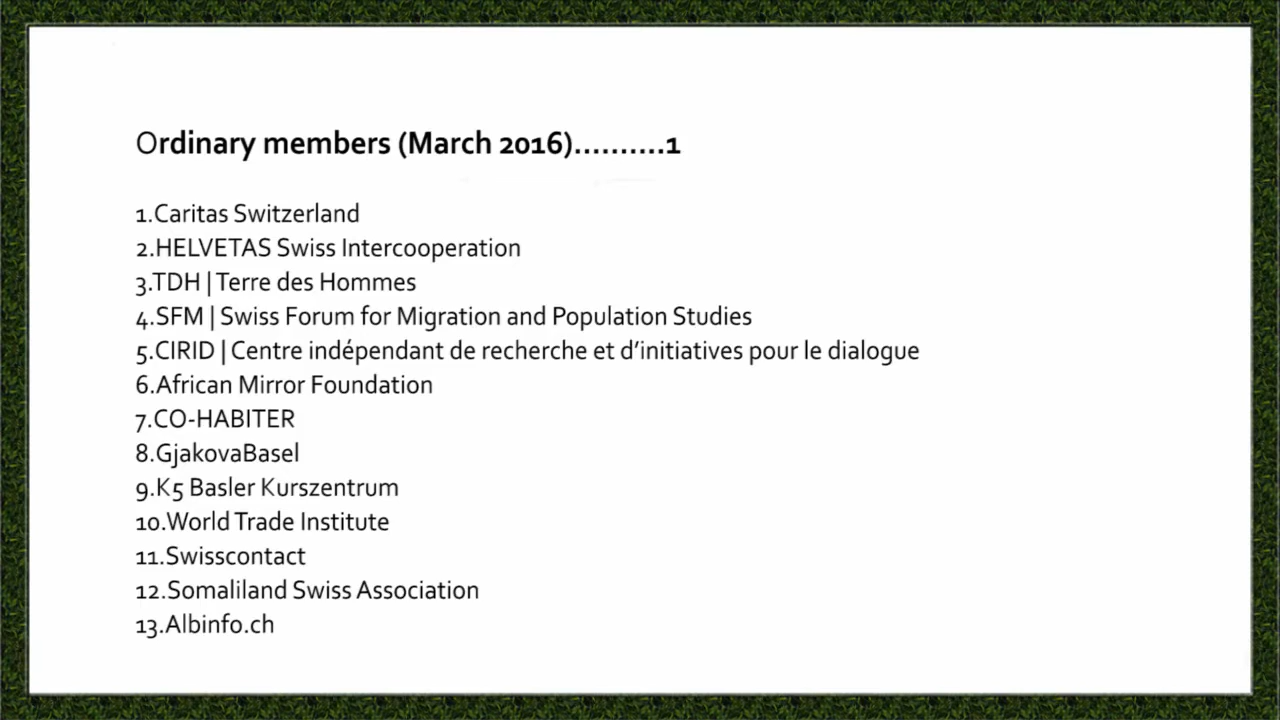 Ordinary members (March 2016)..........1
1.Caritas Switzerland
2.HELVETAS Swiss Intercooperation
3.TDH | Terre des Hommes
4.SFM | Swiss Forum for Migration and Population Studies
5.CIRID | Centre indépendant de recherche et d’initiatives pour le dialogue
6.African Mirror Foundation
7.CO-HABITER
8.GjakovaBasel
9.K5 Basler Kurszentrum
10.World Trade Institute
11.Swisscontact
12.Somaliland Swiss Association
13.Albinfo.ch